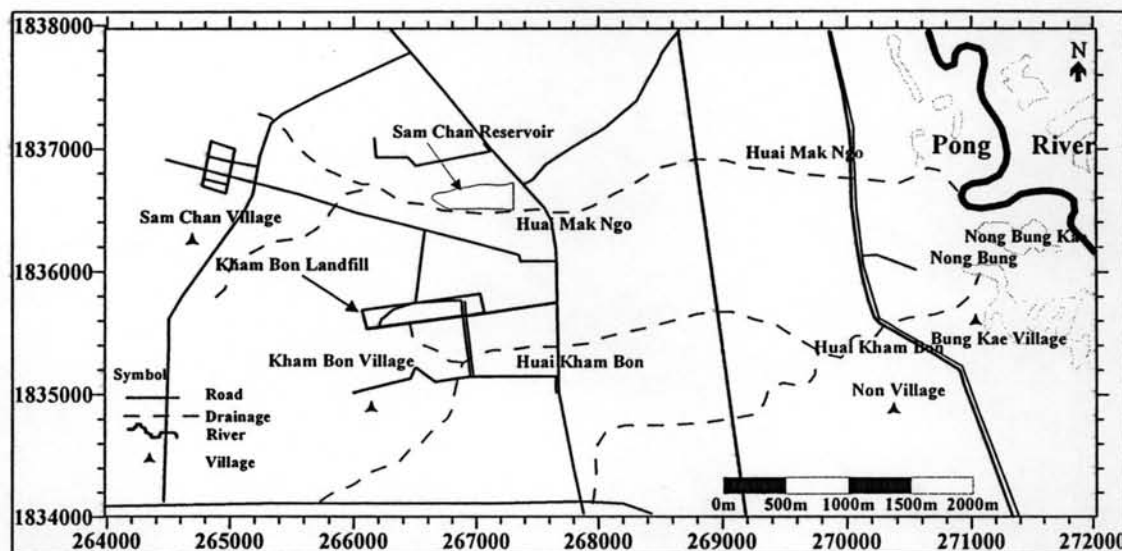 1838000
N
Sam Chan Reservoir
1837000
Huai Mak Ngo
Pong River
Sam Chan Village
Huai Mak Ngo
Nong Bung Kae
1836000
Kham Bon Landfill
Nong Bung
Kham Bon Village
Huai Kham Bon
Huai Kham Bon
Bung Kae Village
Symbol
Road
Non Village
1835000
Drainage
River
Village
0m 500m 1000m 1500m 2000m
1834000
264000 265000 266000 267000 268000 269000 270000 271000 272000